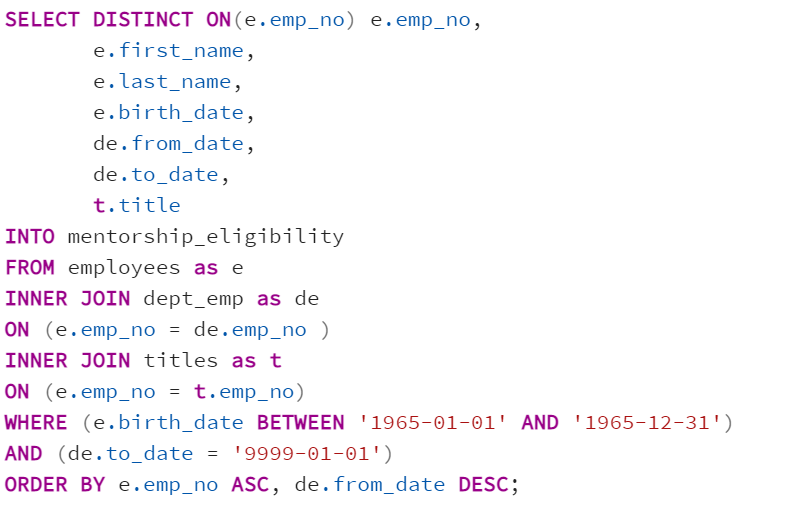 SELECT DISTINCT ON(e.emp_no) e.emp_no,
       e.first_name,
       e.last_name,
       e.birth_date,
       de.from_date,
       de.to_date,
       t.title
INTO mentorship_eligibility
FROM employees as e
INNER JOIN dept_emp as de
ON (e.emp_no = de.emp_no )
INNER JOIN titles as t
ON (e.emp_no = t.emp_no)
WHERE (e.birth_date BETWEEN '1965-01-01' AND '1965-12-31')
AND (de.to_date = '9999-01-01')
ORDER BY e.emp_no ASC, de.from_date DESC;